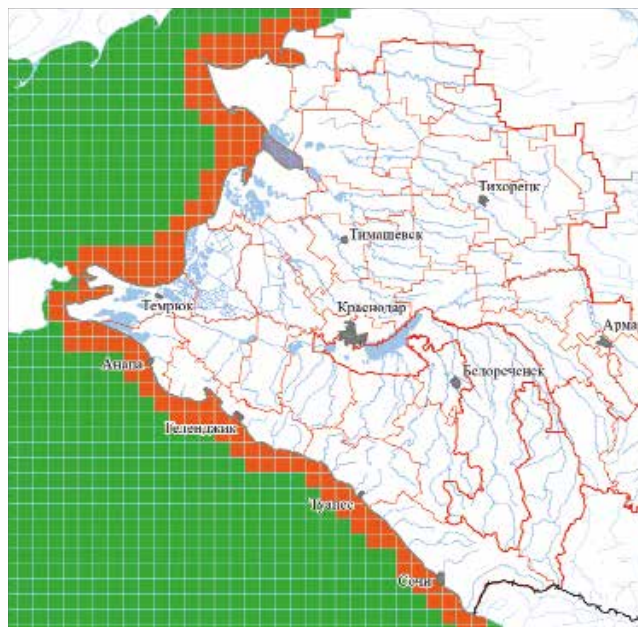 Тихорецк
Тимашевск
Темрюк
Краснодар
Арма
Анапа
Белореченск
Геленджик
Туапсе
Сочи